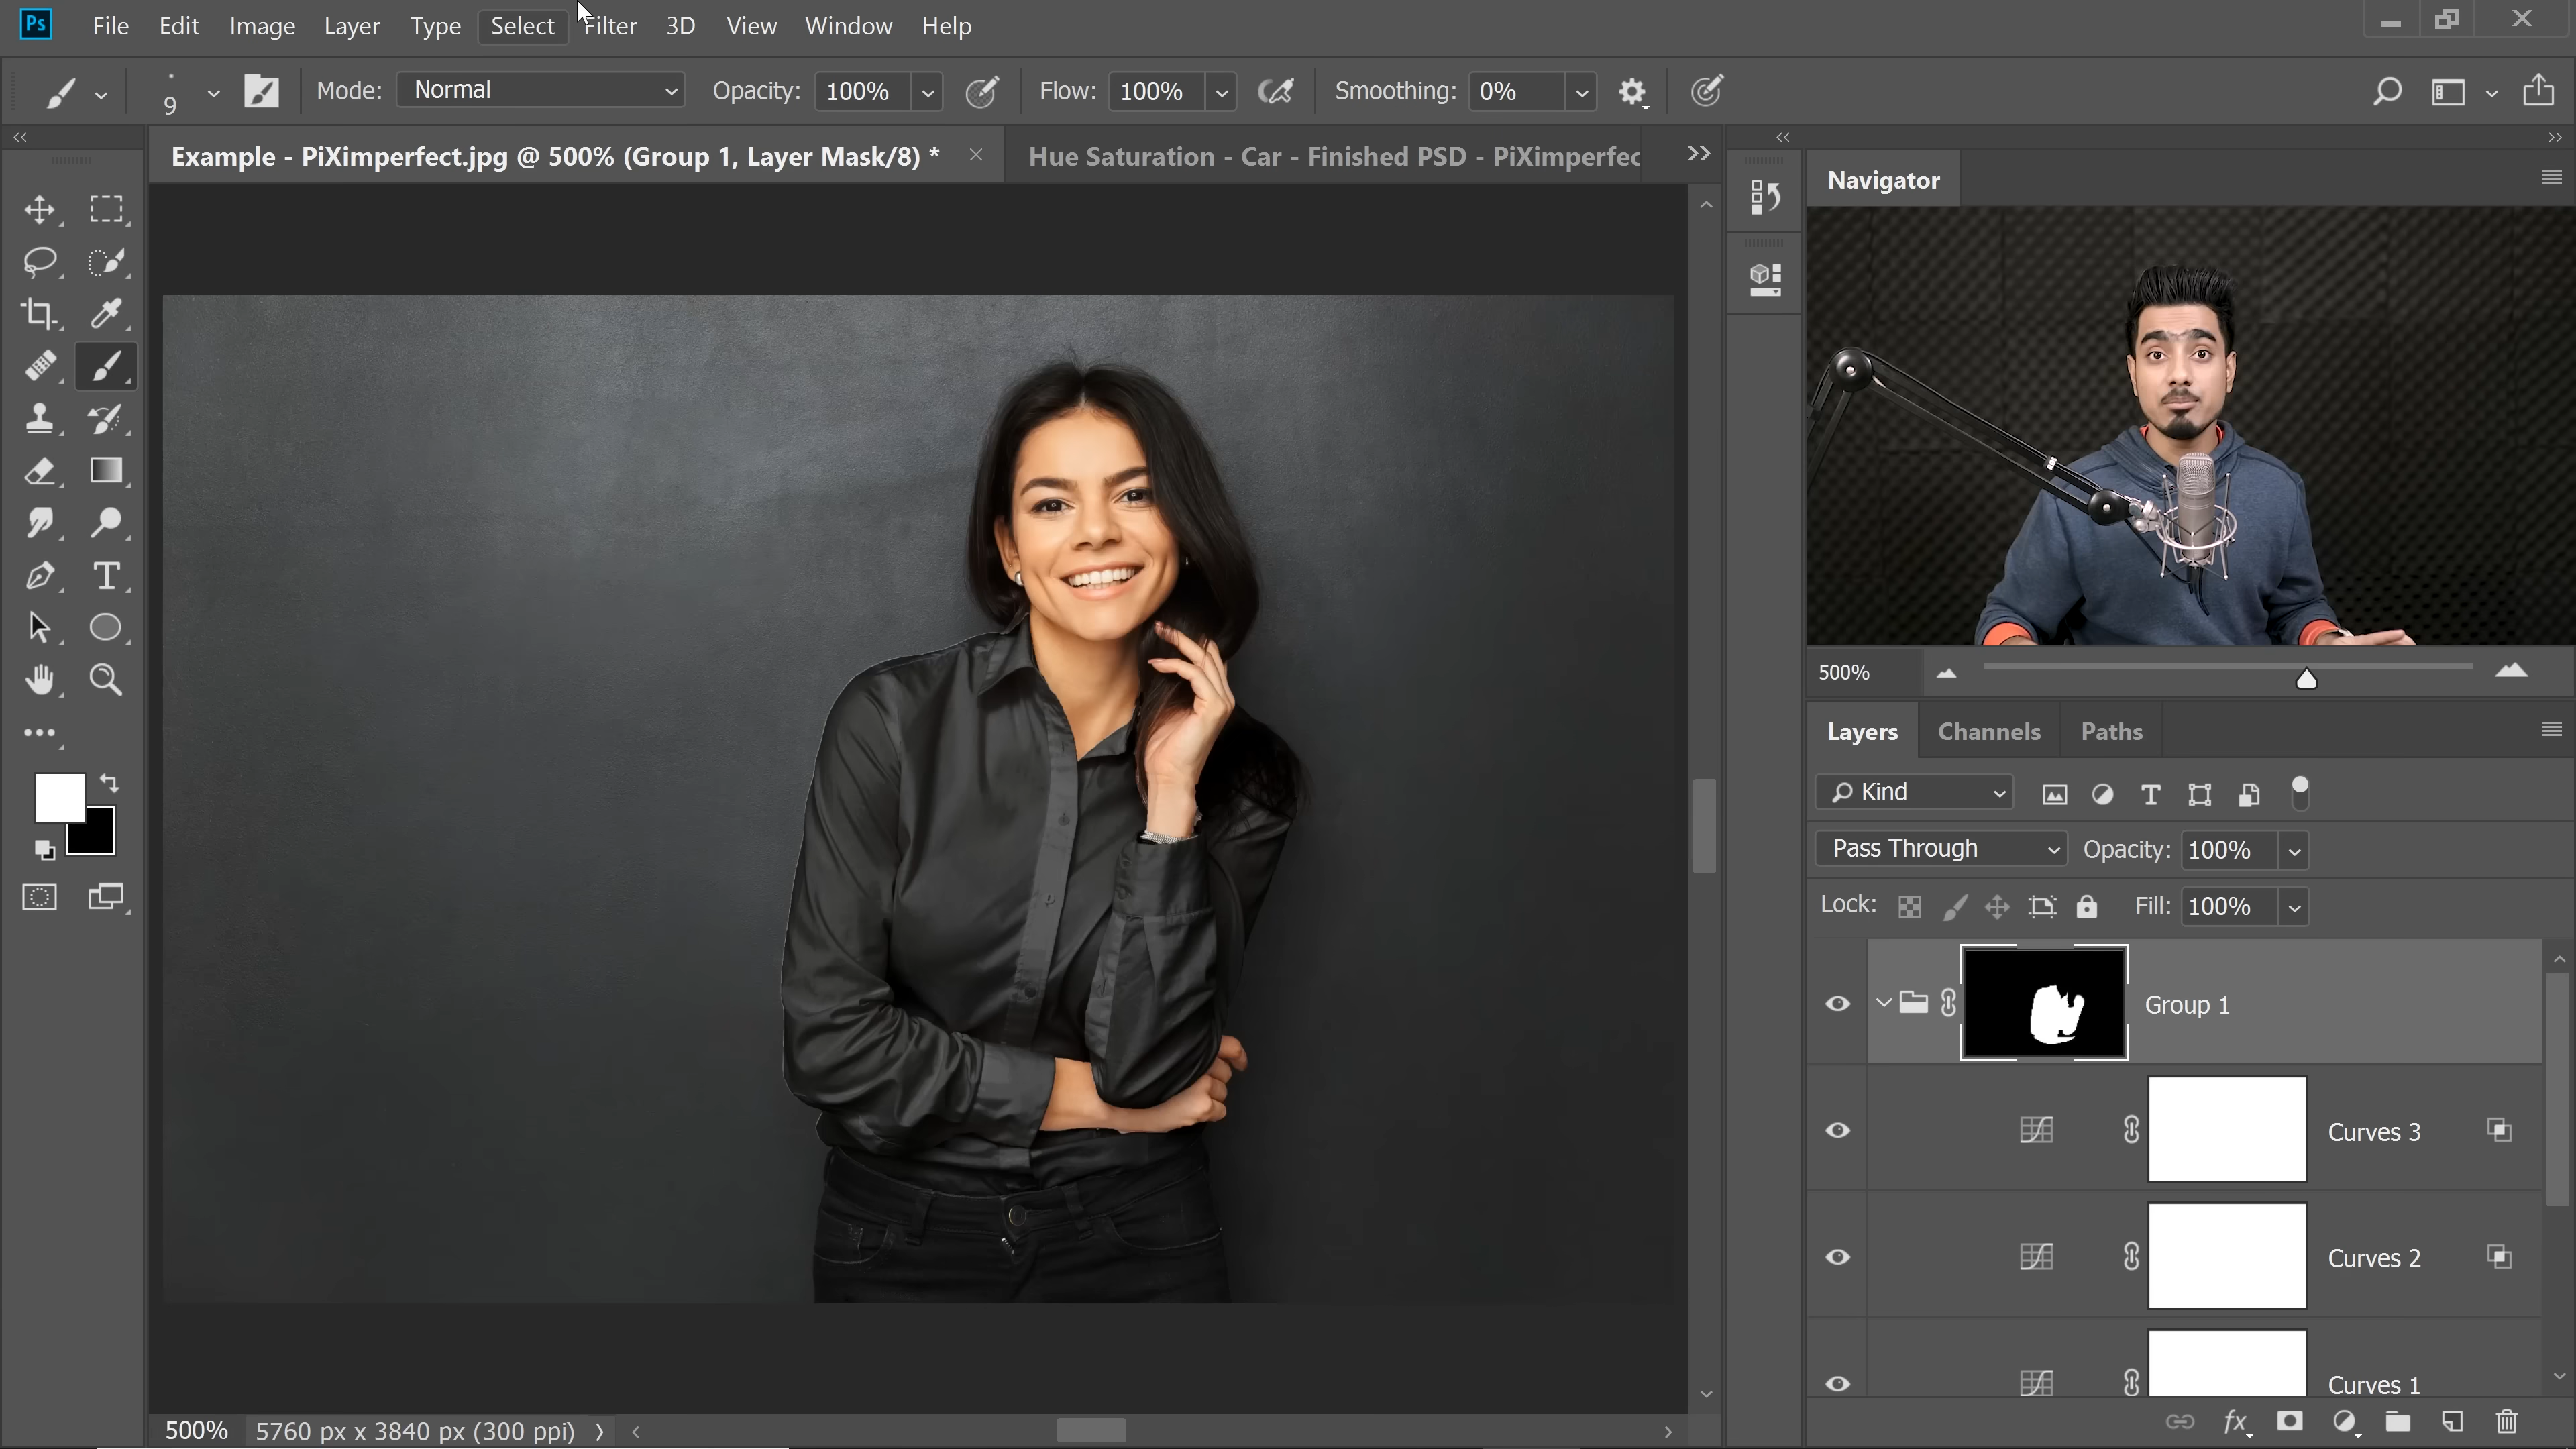 Ps File Edit Image Layer Type Select Filter 3D View Window Help
9 Mode: Normal Opacity: 100% Flow: 100% Smoothing: 0%
Example - PiXimperfect.jpg @ 500% (Group 1, Layer Mask/8) * Hue Saturation - Car - Finished PSD - PiXimperfec
Navigator
500%
Layers Channels Paths
Kind
Pass Through Opacity: 100%
Lock: Fill: 100%
Group 1
Curves 3
Curves 2
Curves 1
fx
500% 5760 px x 3840 px (300 ppi)